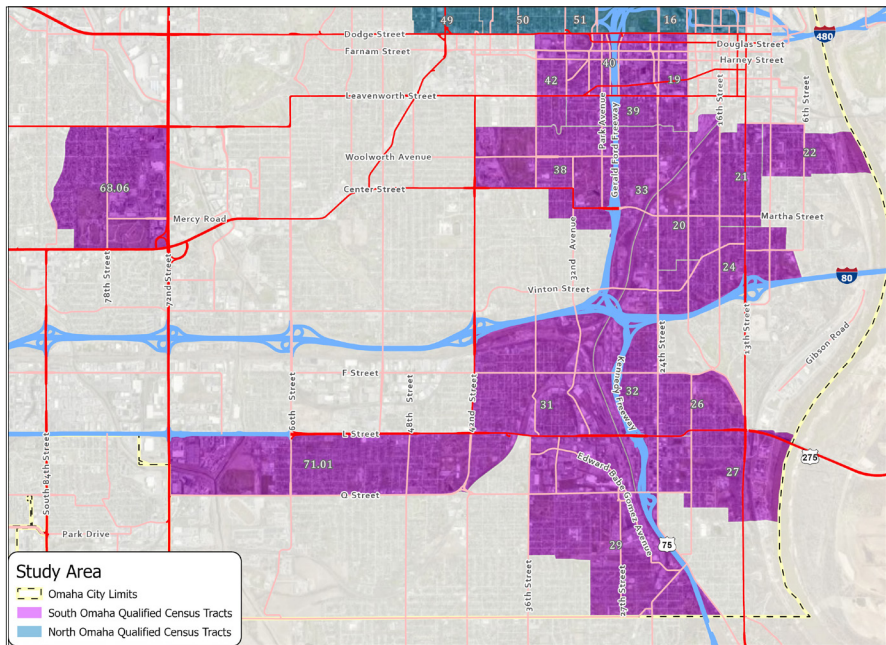 49
50
51
16
Dodge Street
480
Douglas Street
Farnam Street
40
Harney Street
42
19
Leavenworth Street
39
Park Avenue
Gerald Ford Freeway
16th Street
6th Street
22
Woolworth Avenue
38
21
68.06
Center Street
33
Mercy Road
Martha Street
20
32nd Avenue
24
78th Street
72nd Street
80
Vinton Street
24th Street
13th Street
Gibson Road
F Street
Kennedy Freeway
32
60th Street
48th Street
42nd Street
31
26
L Street
275
71.01
27
Edward Babe Gomez Avenue
South 84th Street
Q Street
Park Drive
29
75
36th Street
27th Street
Study Area
Omaha City Limits
South Omaha Qualified Census Tracts
North Omaha Qualified Census Tracts